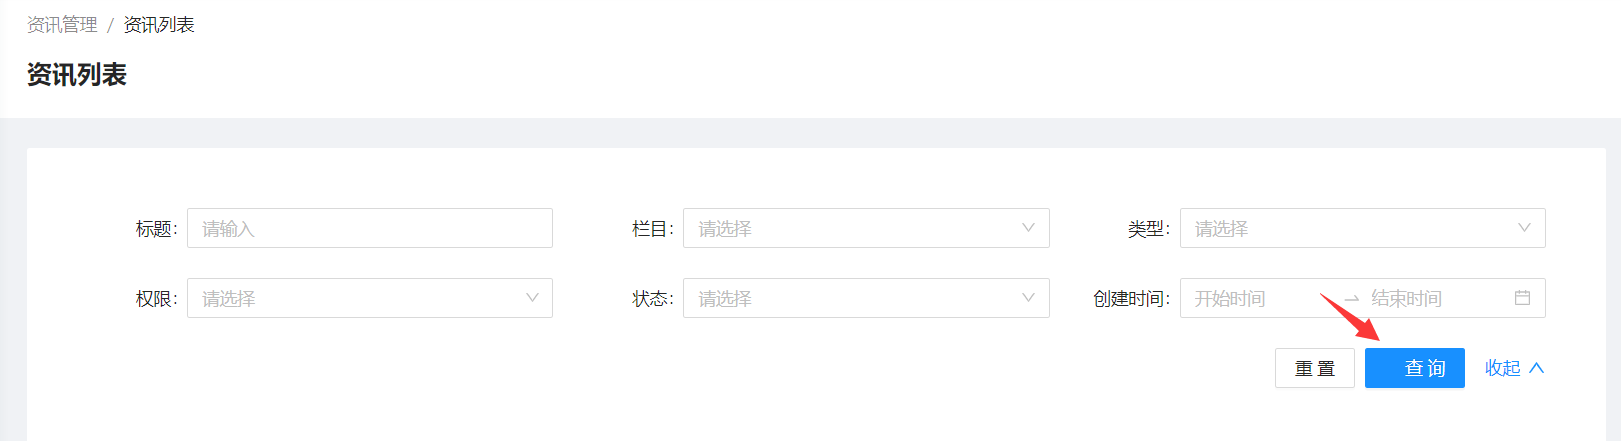 资讯管理 / 资讯列表
资讯列表
标题: 请输入 栏目: 请选择 类型: 请选择
权限: 请选择 状态: 请选择 创建时间: 开始时间 → 结束时间
重置 查询 收起